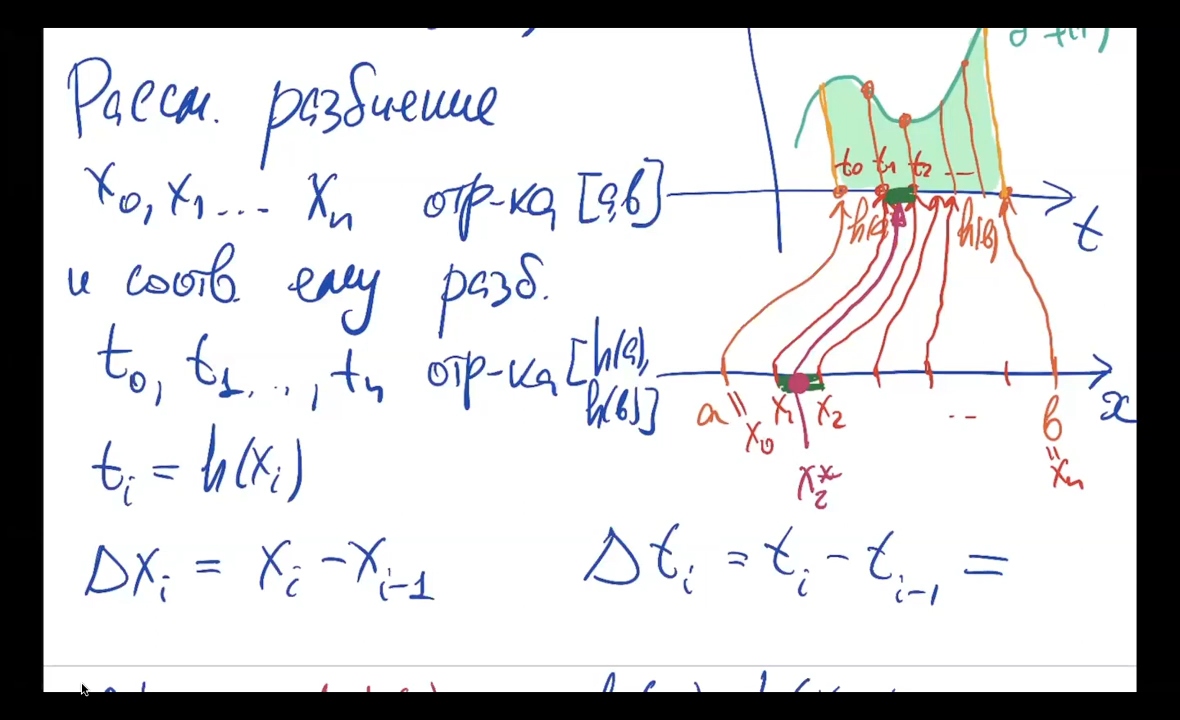 Рассм. разбиение
x₀, x₁ ... xₙ отр-ка [a,b]
и соотв. ему разб.
t₀, t₁, ..., tₙ отр-ка [h(a), h(b)]
tᵢ = h(xᵢ)
Δxᵢ = xᵢ - xᵢ₋₁
Δtᵢ = tᵢ - tᵢ₋₁ =
t₀ t₁ t₂ ...
h(a) h(b) t
a x₁ x₂ ... b x
x₀ xₙ
x₂*